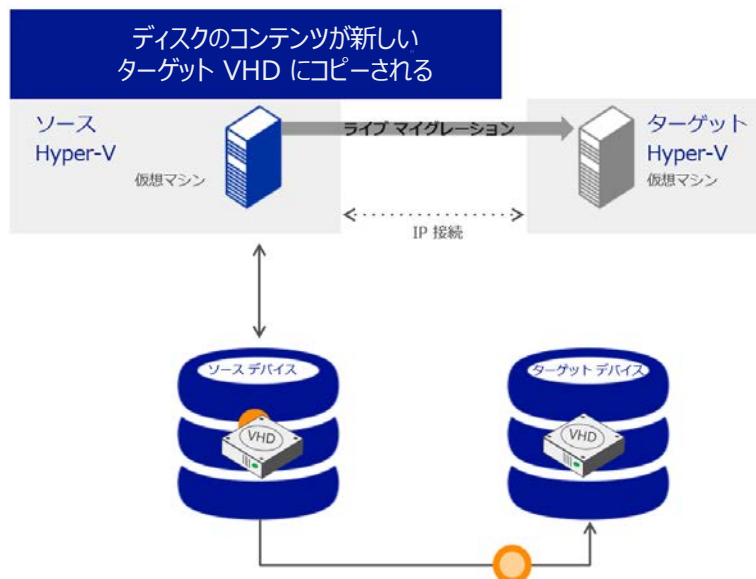 ディスクのコンテンツが新しい
ターゲット VHD にコピーされる
ソース
Hyper-V
仮想マシン
ライブ マイグレーション
ターゲット
Hyper-V
仮想マシン
IP 接続
ソース デバイス
VHD
ターゲット デバイス
VHD